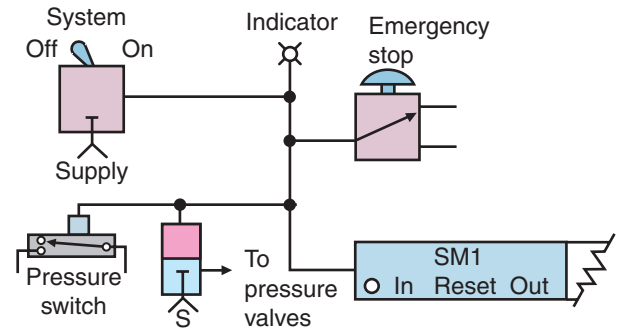 System
Off On
Indicator
Emergency
stop
Supply
Pressure
switch
S
To
pressure
valves
SM1
In Reset Out